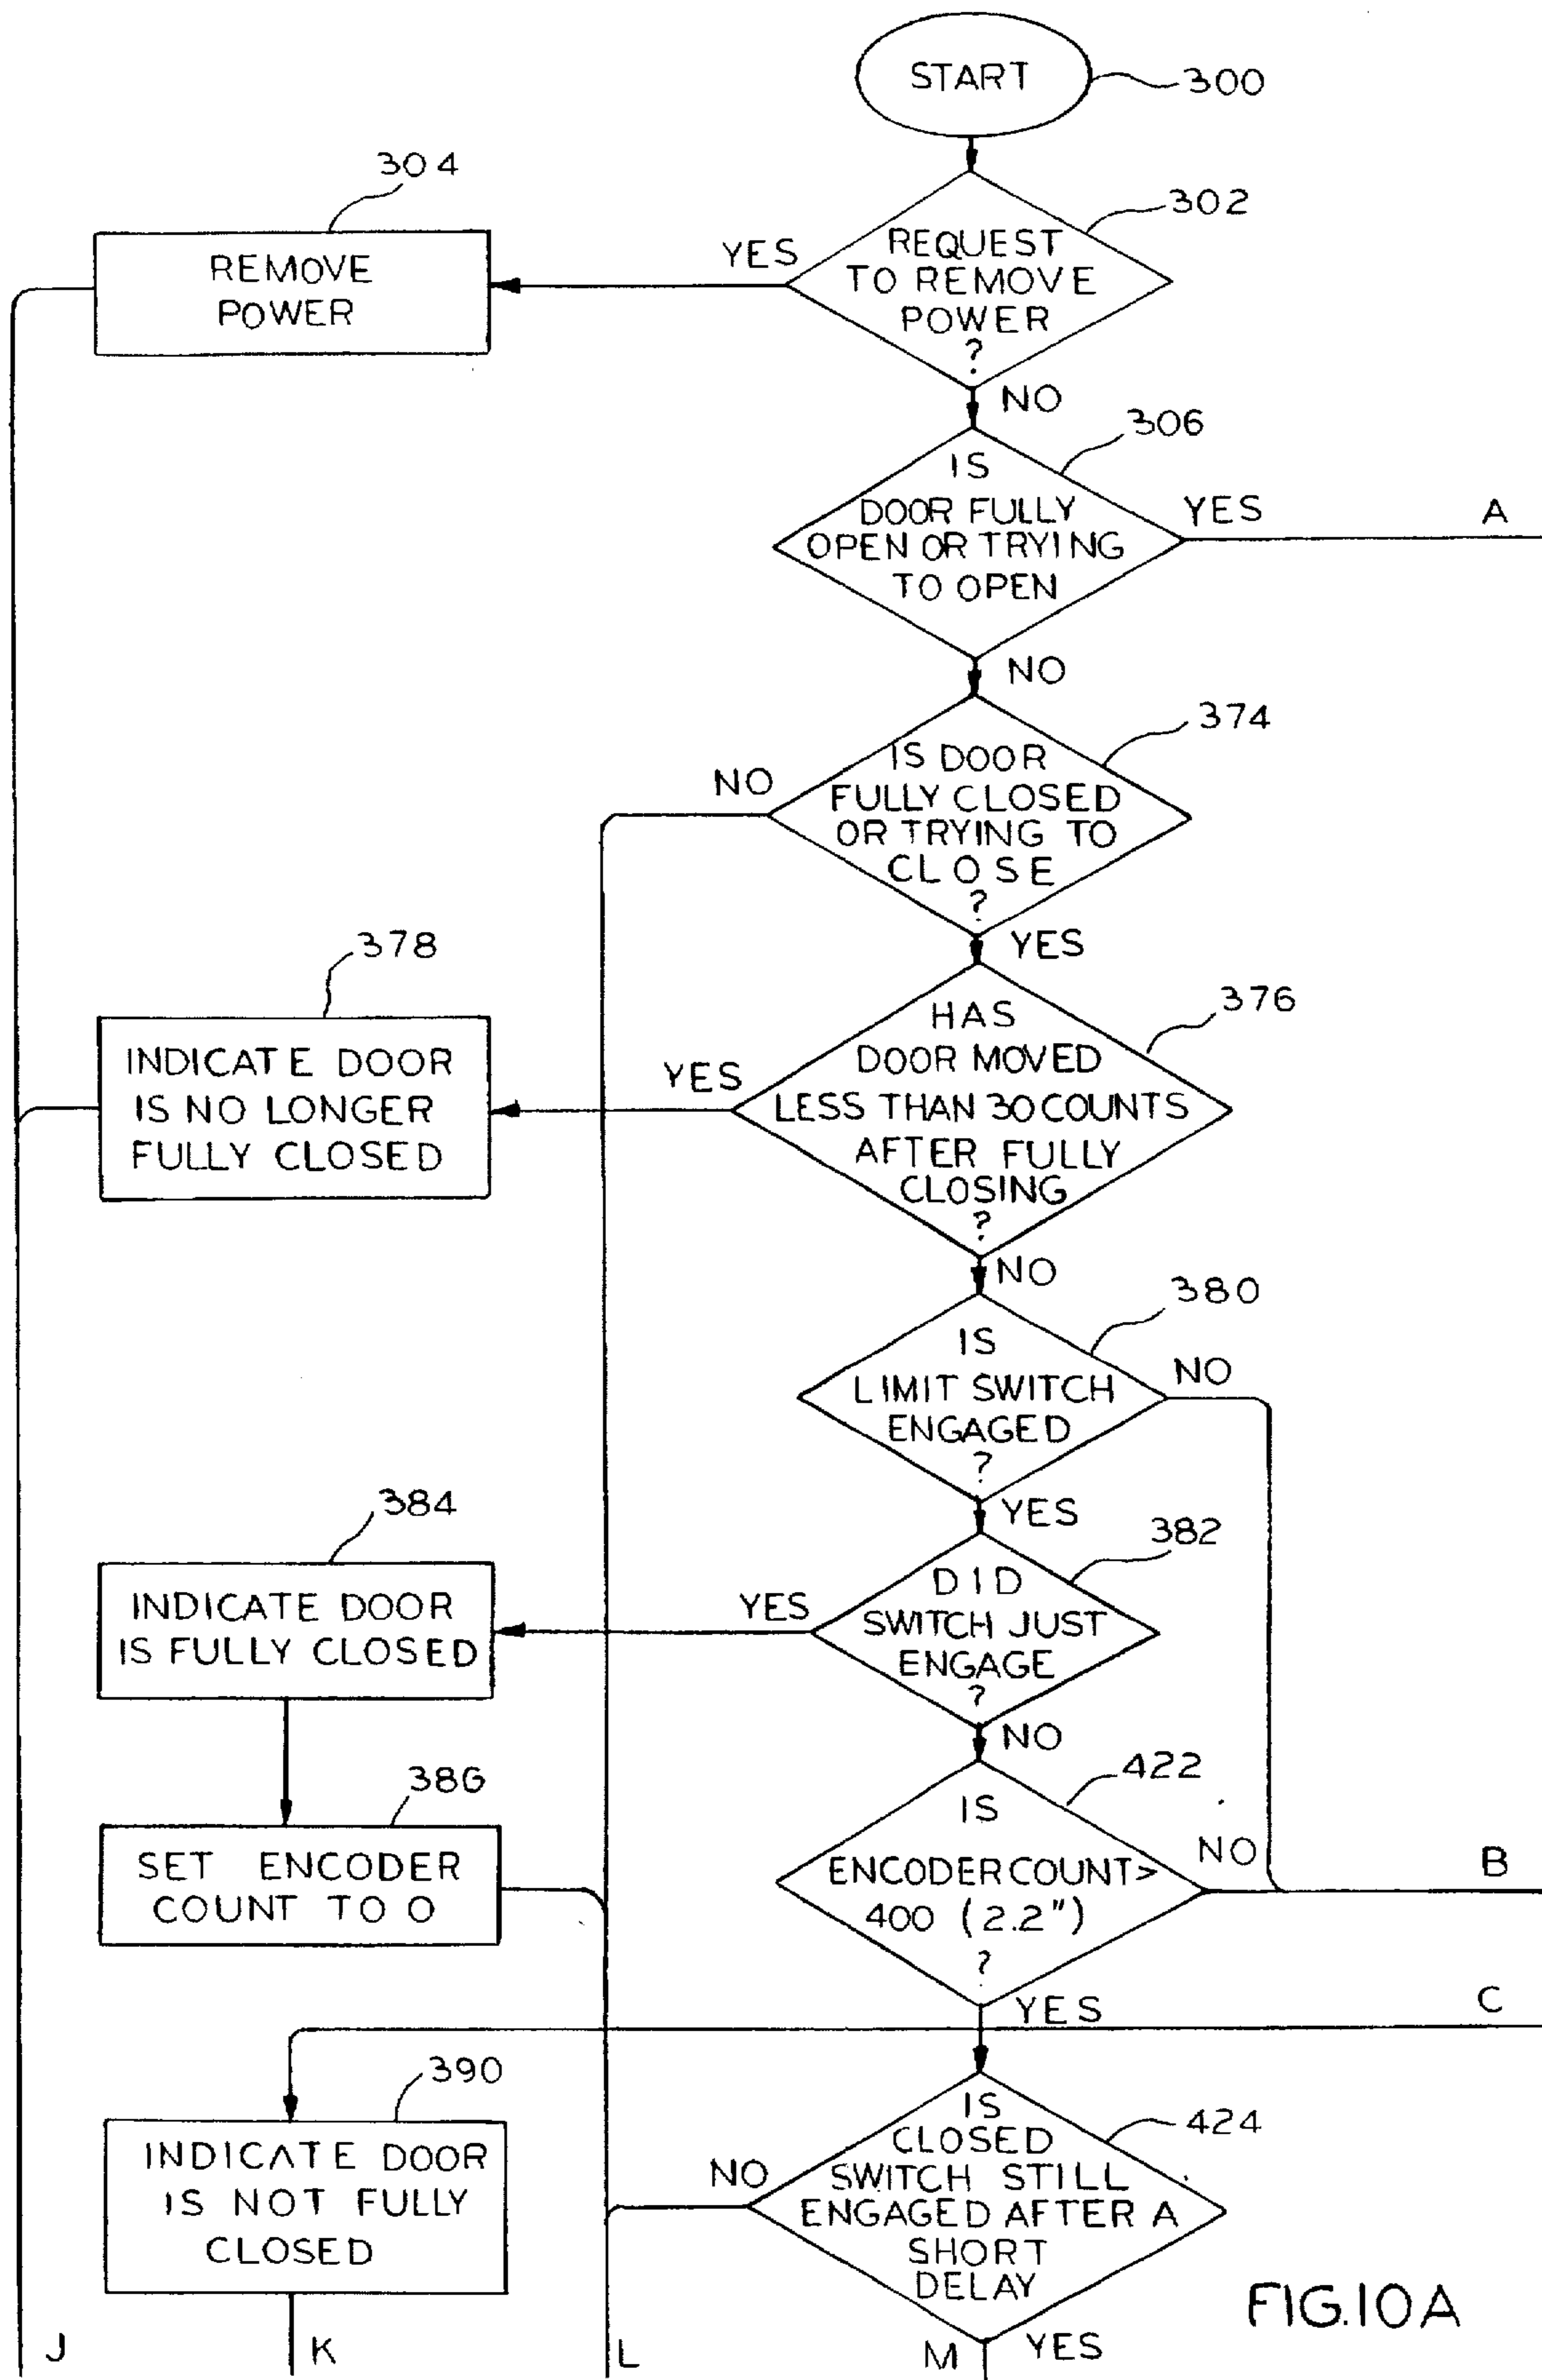 START
300
304
302
REMOVE
POWER
YES
REQUEST
TO REMOVE
POWER
?
NO
306
IS
DOOR FULLY
OPEN OR TRYING
TO OPEN
YES
A
NO
374
IS DOOR
FULLY CLOSED
OR TRYING TO
CLOSE
?
NO
YES
378
376
INDICATE DOOR
IS NO LONGER
FULLY CLOSED
YES
HAS
DOOR MOVED
LESS THAN 30 COUNTS
AFTER FULLY
CLOSING
?
NO
380
IS
LIMIT SWITCH
ENGAGED
?
NO
YES
384
382
INDICATE DOOR
IS FULLY CLOSED
YES
DID
SWITCH JUST
ENGAGE
?
NO
386
422
SET ENCODER
COUNT TO 0
IS
ENCODER COUNT >
400 (2.2")
?
NO
B
YES
C
390
424
INDICATE DOOR
IS NOT FULLY
CLOSED
NO
IS
CLOSED
SWITCH STILL
ENGAGED AFTER A
SHORT
DELAY
FIG. 10A
J
K
L
M
YES